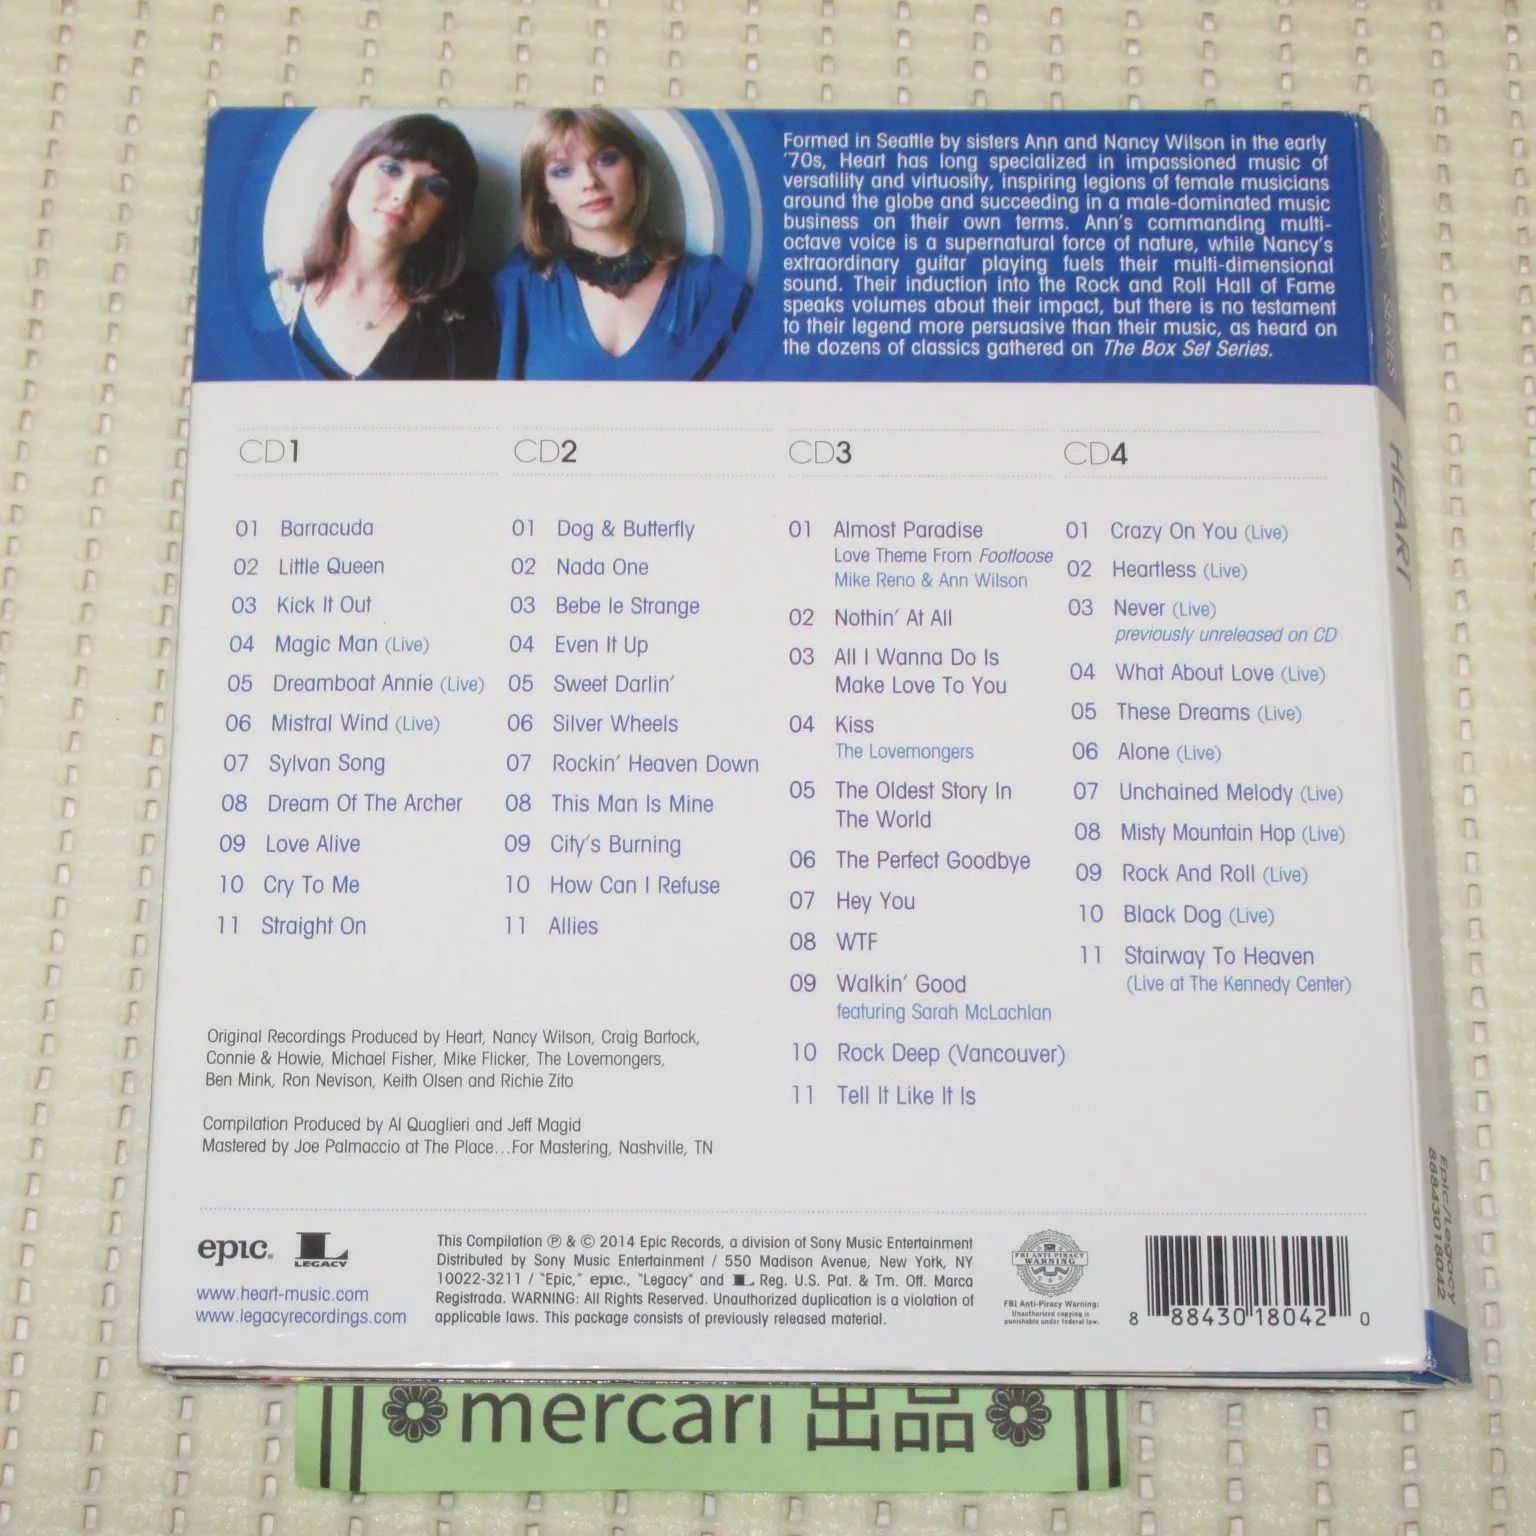 Formed in Seattle by sisters Ann and Nancy Wilson in the early
'70s, Heart has long specialized in impassioned music of
versatility and virtuosity, inspiring legions of female musicians
around the globe and succeeding in a male-dominated music
business on their own terms. Ann's commanding multi-
octave voice is a supernatural force of nature, while Nancy's
extraordinary guitar playing fuels their multi-dimensional
sound. Their induction into the Rock and Roll Hall of Fame
speaks volumes about their impact, but there is no testament
to their legend more persuasive than their music, as heard on
the dozens of classics gathered on The Box Set Series.
CD1
01 Barracuda
02 Little Queen
03 Kick It Out
04 Magic Man (Live)
05 Dreamboat Annie (Live)
06 Mistral Wind (Live)
07 Sylvan Song
08 Dream Of The Archer
09 Love Alive
10 Cry To Me
11 Straight On
CD2
01 Dog & Butterfly
02 Nada One
03 Bebe le Strange
04 Even It Up
05 Sweet Darlin'
06 Silver Wheels
07 Rockin' Heaven Down
08 This Man Is Mine
09 City's Burning
10 How Can I Refuse
11 Allies
CD3
01 Almost Paradise
Love Theme From Footloose
Mike Reno & Ann Wilson
02 Nothin' At All
03 All I Wanna Do Is
Make Love To You
04 Kiss
The Lovemongers
05 The Oldest Story In
The World
06 The Perfect Goodbye
07 Hey You
08 WTF
09 Walkin' Good
featuring Sarah McLachlan
10 Rock Deep (Vancouver)
11 Tell It Like It Is
CD4
01 Crazy On You (Live)
02 Heartless (Live)
03 Never (Live)
previously unreleased on CD
04 What About Love (Live)
05 These Dreams (Live)
06 Alone (Live)
07 Unchained Melody (Live)
08 Misty Mountain Hop (Live)
09 Rock And Roll (Live)
10 Black Dog (Live)
11 Stairway To Heaven
(Live at The Kennedy Center)
Original Recordings Produced by Heart, Nancy Wilson, Craig Bartock,
Connie & Howie, Michael Fisher, Mike Flicker, The Lovemongers,
Ben Mink, Ron Nevison, Keith Olsen and Richie Zito
Compilation Produced by Al Quaglieri and Jeff Magid
Mastered by Joe Palmaccio at The Place...For Mastering, Nashville, TN
epic.
L
LEGACY
www.heart-music.com
www.legacyrecordings.com
This Compilation ℗ & © 2014 Epic Records, a division of Sony Music Entertainment
Distributed by Sony Music Entertainment / 550 Madison Avenue, New York, NY
10022-3211 / "Epic," epic., "Legacy" and L Reg. U.S. Pat. & Tm. Off. Marca
Registrada. WARNING: All Rights Reserved. Unauthorized duplication is a violation of
applicable laws. This package consists of previously released material.
FBI ANTI-PIRACY
WARNING
FBI Anti-Piracy Warning:
Unauthorized copying is
punishable under federal law.
8 88430 18042 0
SERIES
HEART
Epic/Legacy
88843018042
mercari 出品